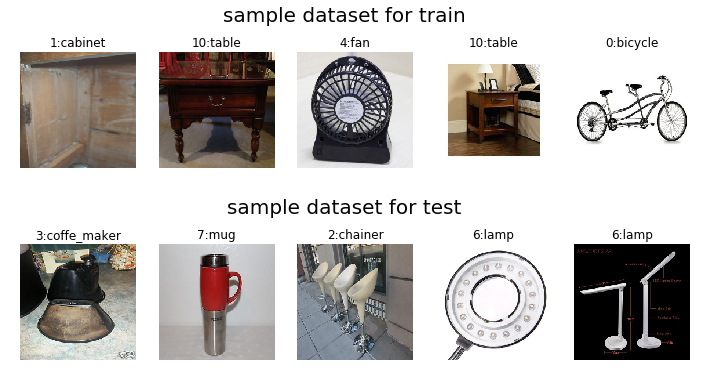 sample dataset for train
1:cabinet
10:table
4:fan
10:table
0:bicycle
sample dataset for test
3:coffe_maker
7:mug
2:chainer
6:lamp
6:lamp